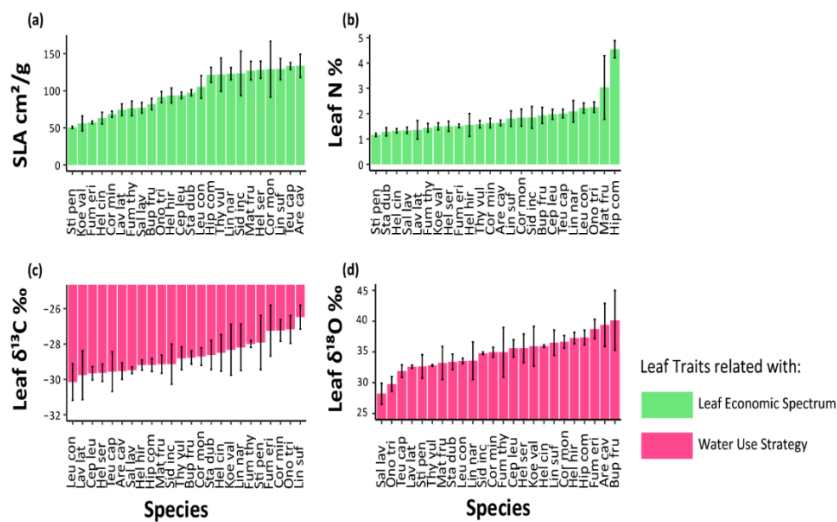 (a)
SLA cm²/g
150
100
50
0
Sti pen
Koe val
Fum eri
Hel cin
Cor min
Lav lat
Fum thy
Sal lav
Bup fru
Ono tri
Hel hir
Cep leu
Sta dub
Leu con
Hip com
Thy vul
Lin nar
Sid inc
Mat fru
Hel ser
Cor mon
Lin suf
Teu cap
Are cav
(b)
Leaf N %
5
4
3
2
1
0
Sti pen
Sta dub
Hel cin
Sal lav
Lav lat
Fum thy
Koe val
Hel ser
Fum eri
Hel hir
Thy vul
Cor min
Are cav
Lin suf
Cor mon
Sid inc
Bup fru
Cep leu
Teu cap
Lin nar
Leu con
Ono tri
Mat fru
Hip com
(c)
Leaf δ¹³C ‰
−26
−28
−30
−32
Leu con
Lav lat
Cep leu
Hel ser
Teu cap
Are cav
Sal lav
Hel hir
Hip com
Mat fru
Sid inc
Thy vul
Bup fru
Cor mon
Sta dub
Hel cin
Koe val
Lin nar
Fum thy
Sti pen
Fum eri
Cor min
Ono tri
Lin suf
Species
(d)
Leaf δ¹⁸O ‰
45
40
35
30
25
Sal lav
Ono tri
Teu cap
Lav lat
Sti pen
Thy vul
Mat fru
Sta dub
Leu con
Lin nar
Sid inc
Cor min
Fum thy
Cep leu
Hel ser
Koe val
Hel cin
Lin suf
Cor mon
Hel hir
Hip com
Fum eri
Are cav
Bup fru
Species
Leaf Traits related with:
Leaf Economic Spectrum
Water Use Strategy